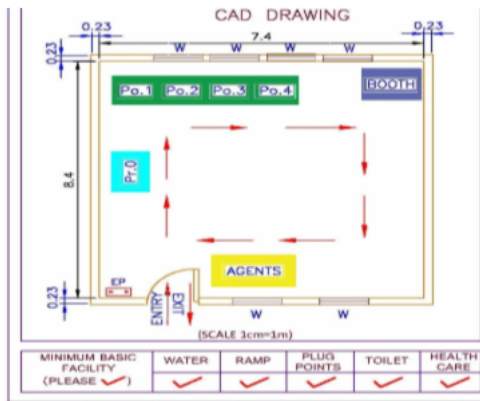 CAD DRAWING
0.23 7.4 0.23
W W W W
0.23
Po.1 Po.2 Po.3 Po.4 BOOTH
8.4
Pr.O
AGENTS
EP
0.23
ENTRY EXIT
W W
(SCALE 1cm=1m)
MINIMUM BASIC FACILITY (PLEASE ✓) WATER RAMP PLUG POINTS TOILET HEALTH CARE
✓ ✓ ✓ ✓ ✓